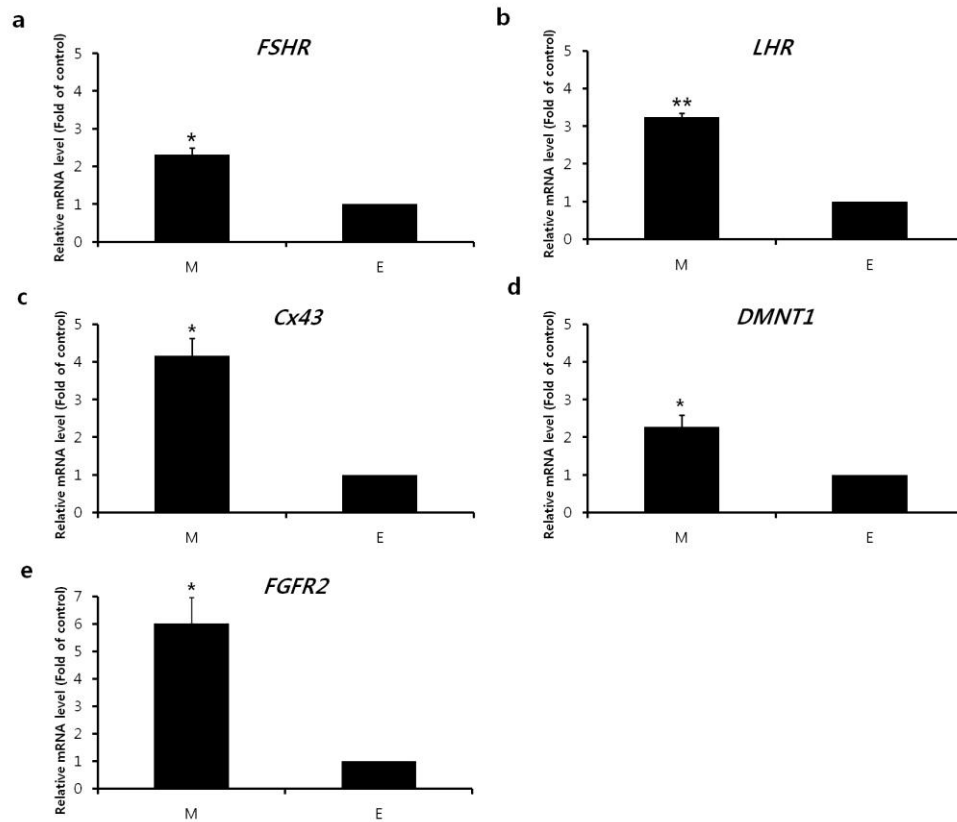 a
FSHR
Relative mRNA level (Fold of control)
5
4
3
2
1
0
*
M
E
b
LHR
Relative mRNA level (Fold of control)
5
4
3
2
1
0
**
M
E
c
Cx43
Relative mRNA level (Fold of control)
5
4
3
2
1
0
*
M
E
d
DMNT1
Relative mRNA level (Fold of control)
5
4
3
2
1
0
*
M
E
e
FGFR2
Relative mRNA level (Fold of control)
7
6
5
4
3
2
1
0
*
M
E